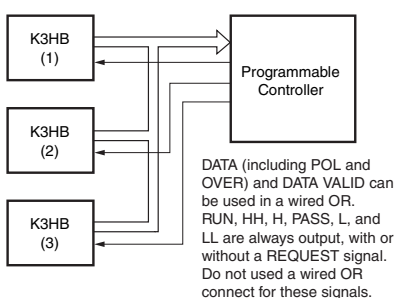 K3HB
(1)
K3HB
(2)
K3HB
(3)
Programmable
Controller
DATA (including POL and
OVER) and DATA VALID can
be used in a wired OR.
RUN, HH, H, PASS, L, and
LL are always output, with or
without a REQUEST signal.
Do not used a wired OR
connect for these signals.